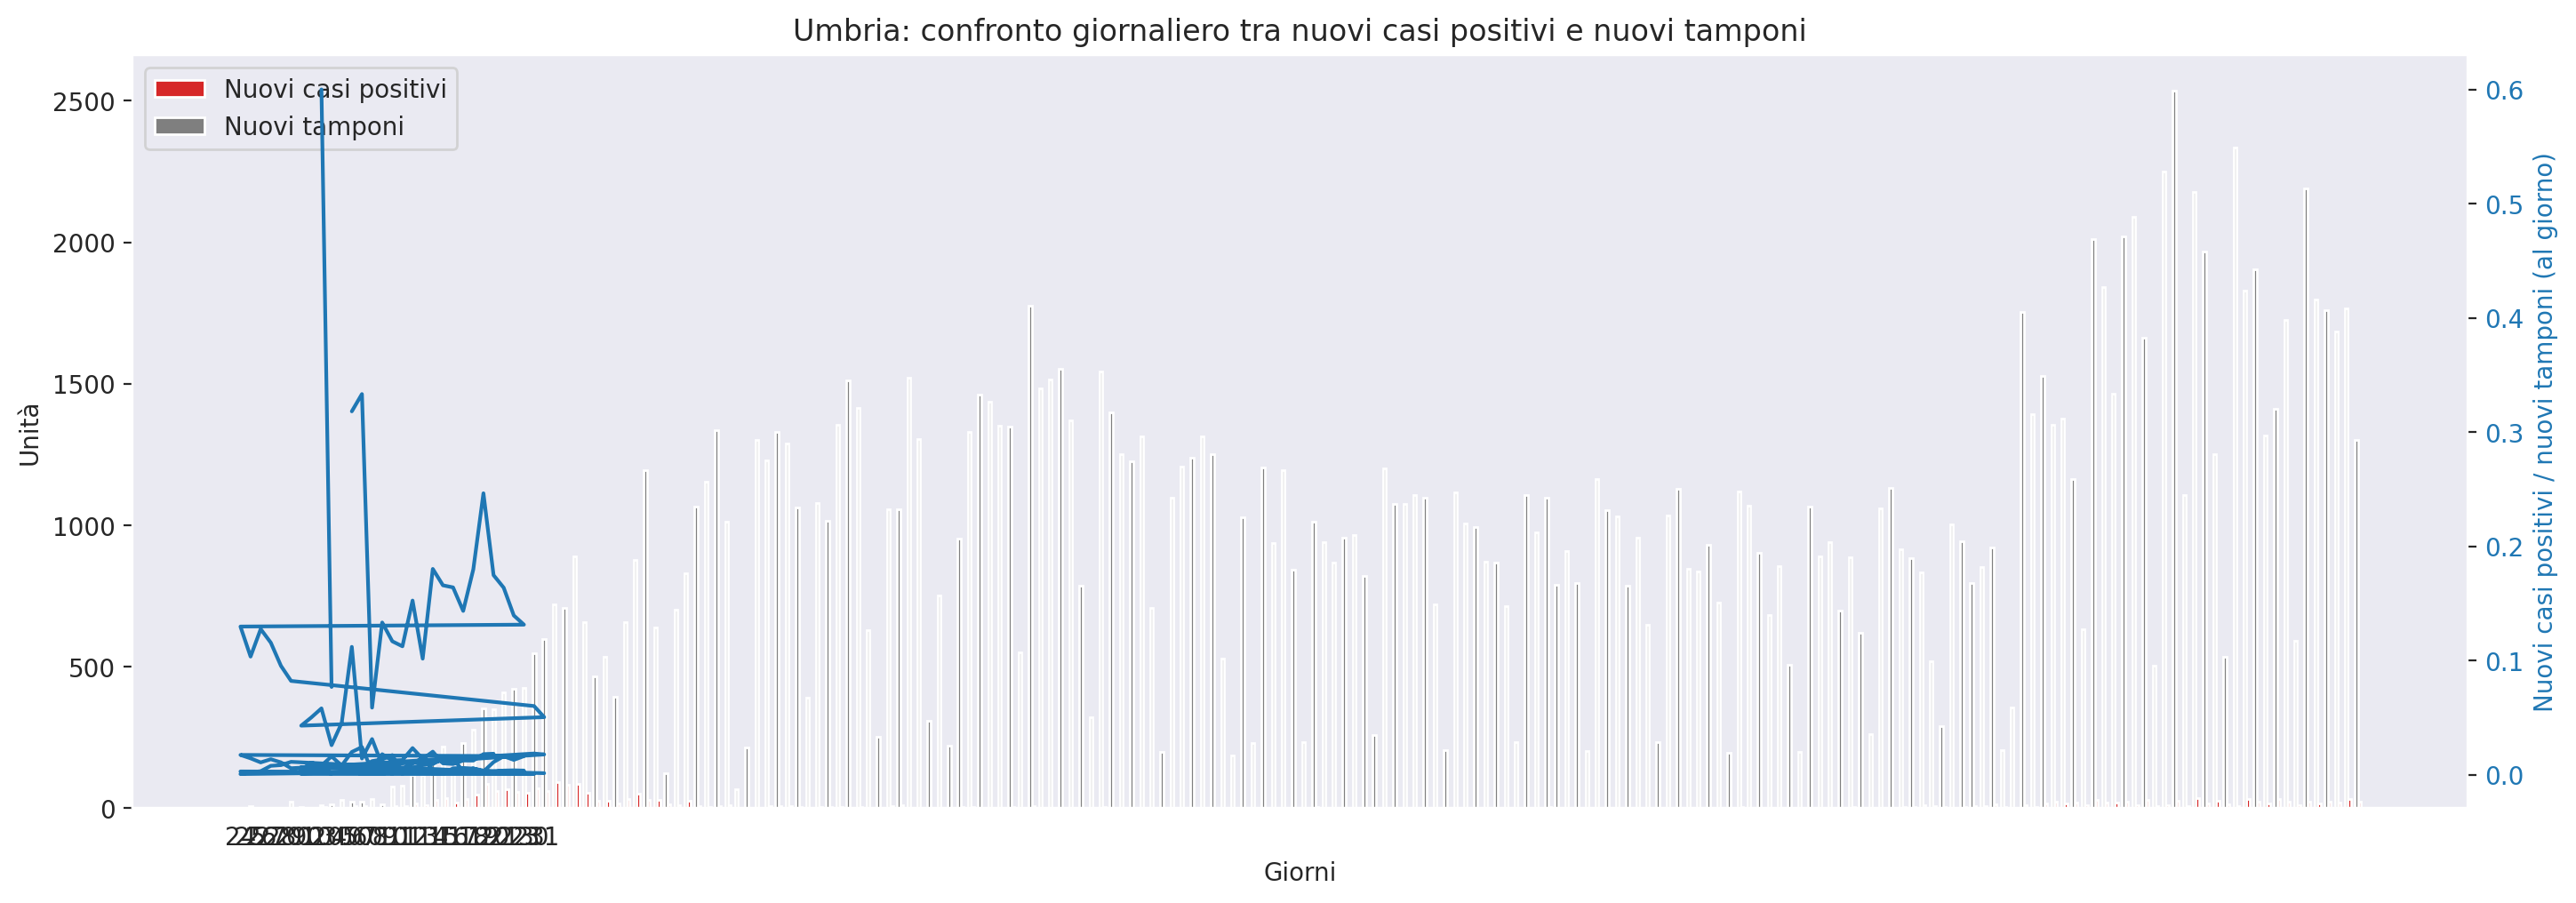 Umbria: confronto giornaliero tra nuovi casi positivi e nuovi tamponi
Nuovi casi positivi
Nuovi tamponi
2500
2000
1500
1000
500
0
Unità
0.6
0.5
0.4
0.3
0.2
0.1
0.0
Nuovi casi positivi / nuovi tamponi (al giorno)
Giorni